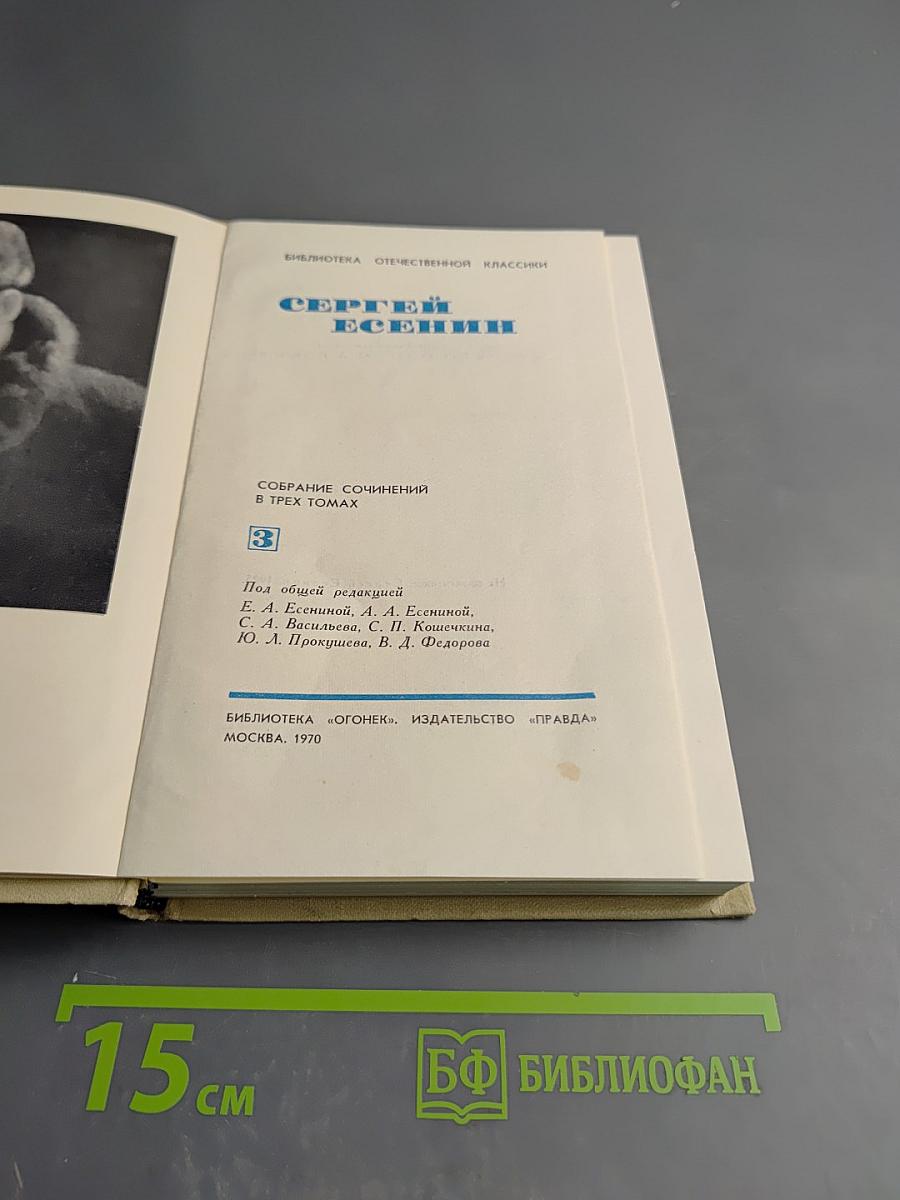 БИБЛИОТЕКА ОТЕЧЕСТВЕННОЙ КЛАССИКИ
СЕРГЕЙ
ЕСЕНИН
СОБРАНИЕ СОЧИНЕНИЙ
В ТРЕХ ТОМАХ
3
Под общей редакцией
Е. А. Есениной, А. А. Есениной,
С. А. Васильева, С. П. Кошечкина,
Ю. Л. Прокушева, В. Д. Федорова
БИБЛИОТЕКА «ОГОНЕК». ИЗДАТЕЛЬСТВО «ПРАВДА»
МОСКВА. 1970
15 см
БФ БИБЛИОФАН